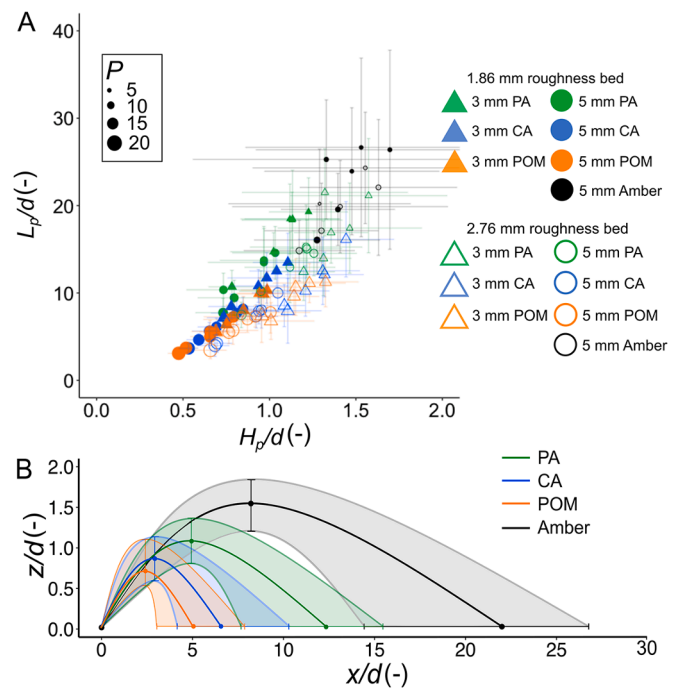 A
40
30
20
10
0
Lp/d(-)
P
5
10
15
20
0.0
0.5
1.0
1.5
2.0
Hp/d(-)
1.86 mm roughness bed
3 mm PA
5 mm PA
3 mm CA
5 mm CA
3 mm POM
5 mm POM
5 mm Amber
2.76 mm roughness bed
3 mm PA
5 mm PA
3 mm CA
5 mm CA
3 mm POM
5 mm POM
5 mm Amber
B
2.0
1.5
1.0
0.5
0.0
z/d(-)
0
5
10
15
20
25
30
x/d(-)
PA
CA
POM
Amber